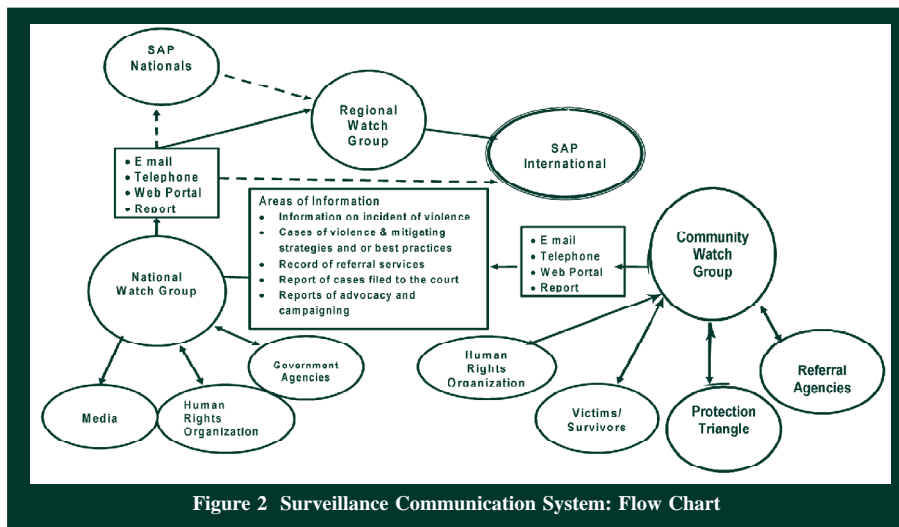 SAP
Nationals
Regional
Watch
Group
SAP
International
• E mail
• Telephone
• Web Portal
• Report
Areas of Information
• Information on incident of violence
• Cases of violence & mitigating
strategies and or best practices
• Record of referral services
• Report of cases filed to the court
• Reports of advocacy and
campaigning
• E mail
• Telephone
• Web Portal
• Report
Community
Watch
Group
National
Watch Group
Government
Agencies
Human
Rights
Organization
Referral
Agencies
Media
Human
Rights
Organization
Victims/
Survivors
Protection
Triangle
Figure 2 Surveillance Communication System: Flow Chart